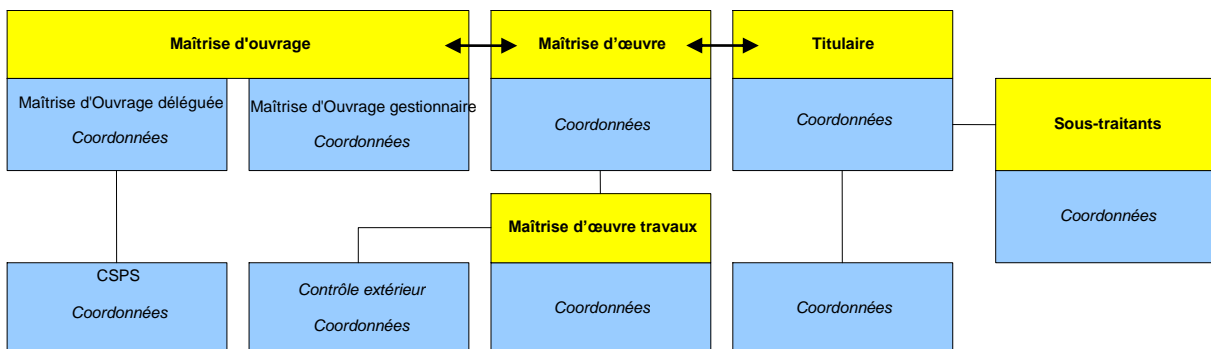 Maîtrise d'ouvrage
Maîtrise d’œuvre
Titulaire
Maîtrise d'Ouvrage déléguée
Coordonnées
Maîtrise d'Ouvrage gestionnaire
Coordonnées
Coordonnées
Coordonnées
Sous-traitants
Coordonnées
Maîtrise d’œuvre travaux
CSPS
Coordonnées
Contrôle extérieur
Coordonnées
Coordonnées
Coordonnées